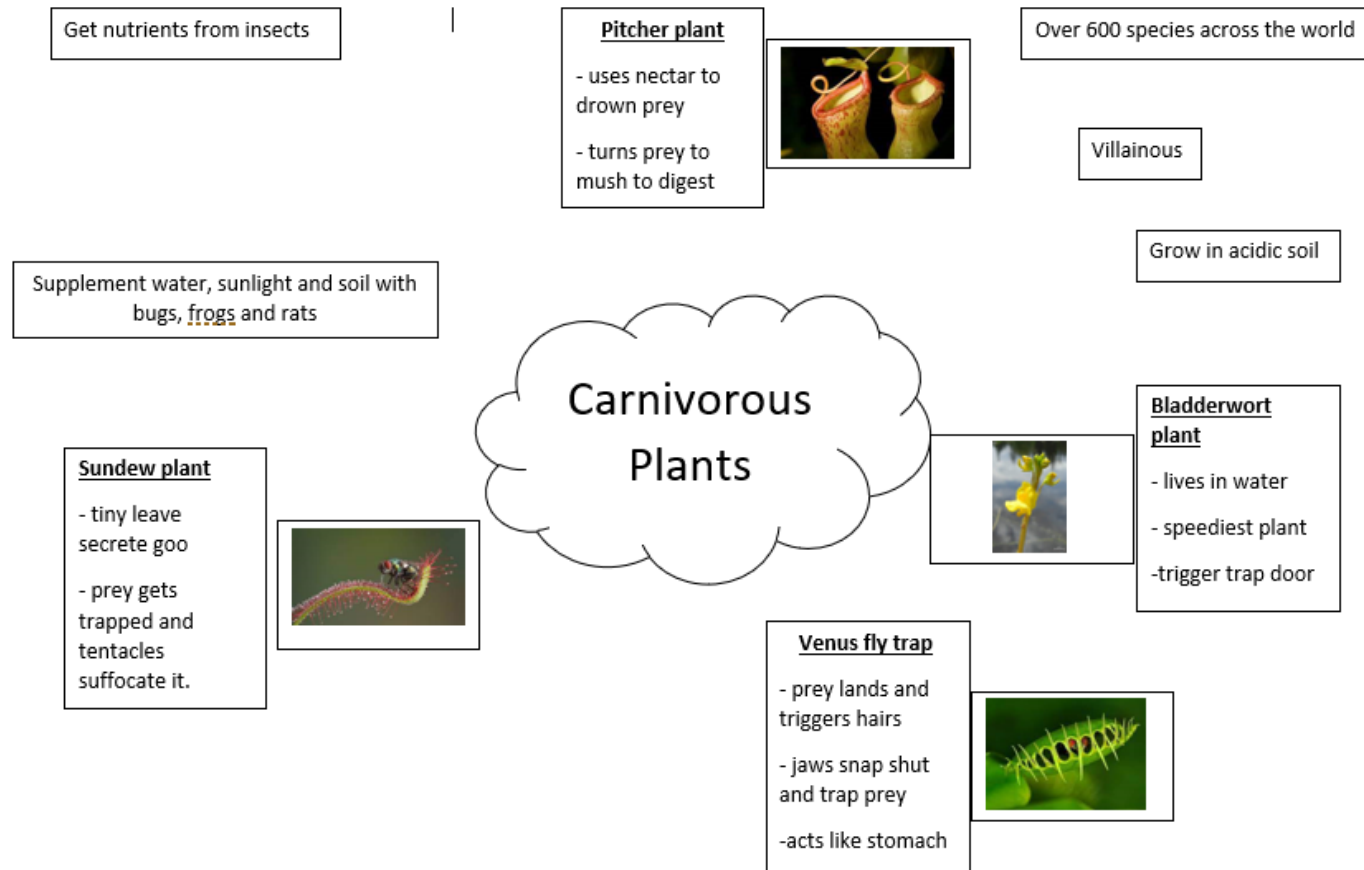 Get nutrients from insects
Pitcher plant
- uses nectar to
drown prey
- turns prey to
mush to digest
Over 600 species across the world
Villainous
Grow in acidic soil
Supplement water, sunlight and soil with
bugs, frogs and rats
Carnivorous
Plants
Bladderwort
plant
- lives in water
- speediest plant
-trigger trap door
Sundew plant
- tiny leave
secrete goo
- prey gets
trapped and
tentacles
suffocate it.
Venus fly trap
- prey lands and
triggers hairs
- jaws snap shut
and trap prey
-acts like stomach